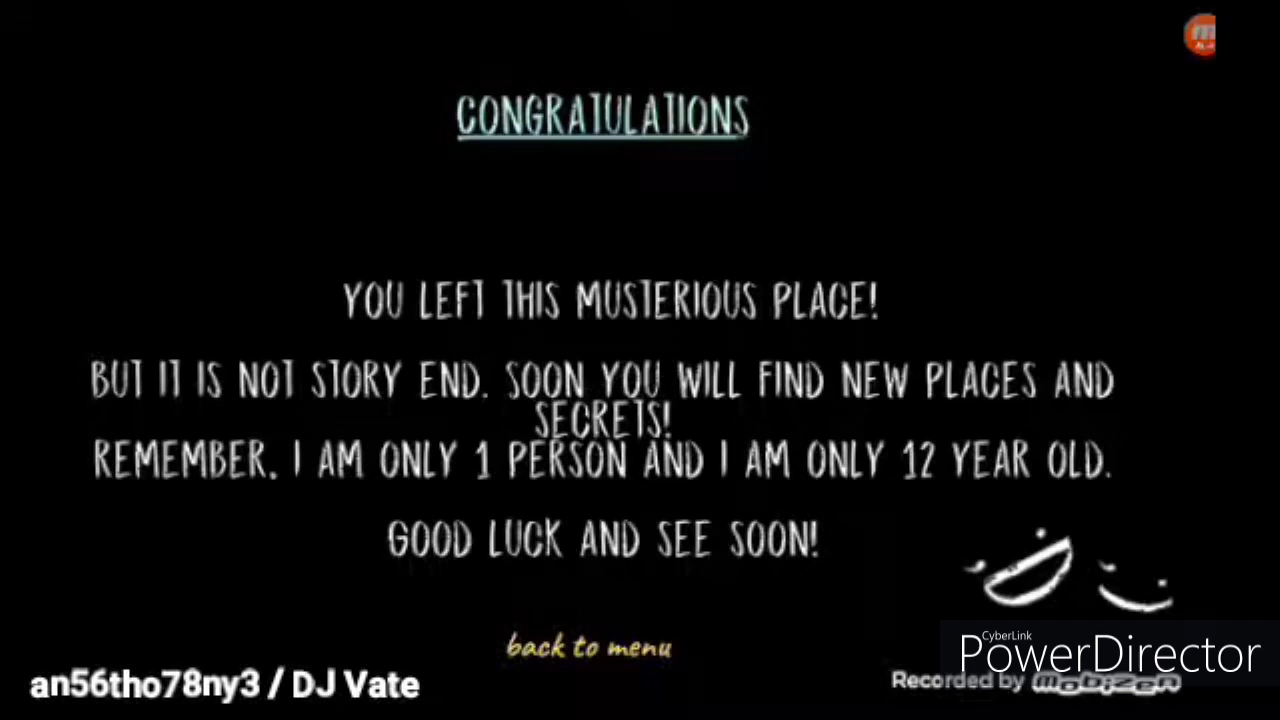 CONGRATULATIONS
YOU LEFT THIS MUSTERIOUS PLACE!
BUT IT IS NOT STORY END. SOON YOU WILL FIND NEW PLACES AND
SECRETS!
REMEMBER. I AM ONLY 1 PERSON AND I AM ONLY 12 YEAR OLD.
GOOD LUCK AND SEE SOON!
back to menu
CyberLink
PowerDirector
an56tho78ny3 / DJ Vate
Recorded by mobizen